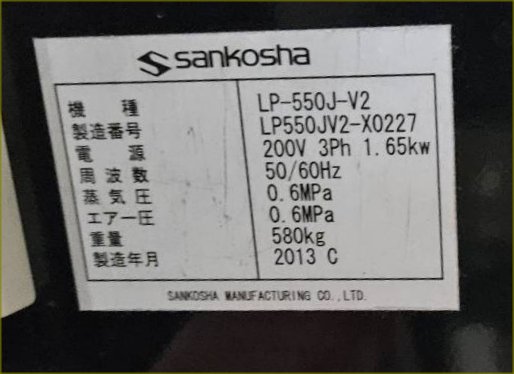 sankosha
機種 LP-550J-V2
製造番号 LP550JV2-X0227
電源 200V 3Ph 1.65kw
周波数 50/60Hz
蒸気圧 0.6MPa
エアー圧 0.6MPa
重量 580kg
製造年月 2013 C
SANKOSHA MANUFACTURING CO.,LTD.